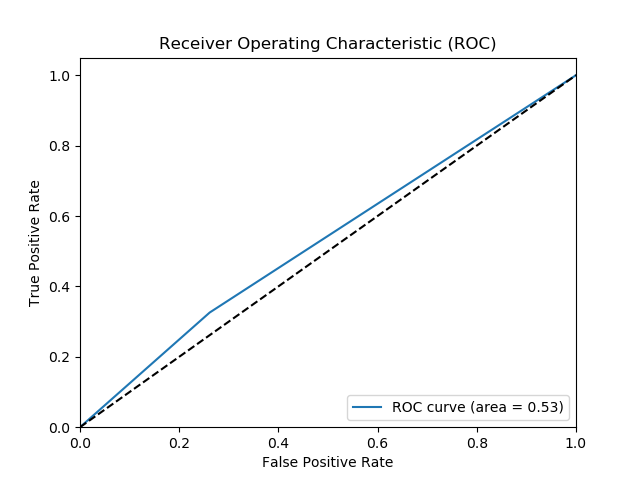 Receiver Operating Characteristic (ROC)
1.0
0.8
0.6
0.4
0.2
0.0
True Positive Rate
ROC curve (area = 0.53)
0.0 0.2 0.4 0.6 0.8 1.0
False Positive Rate